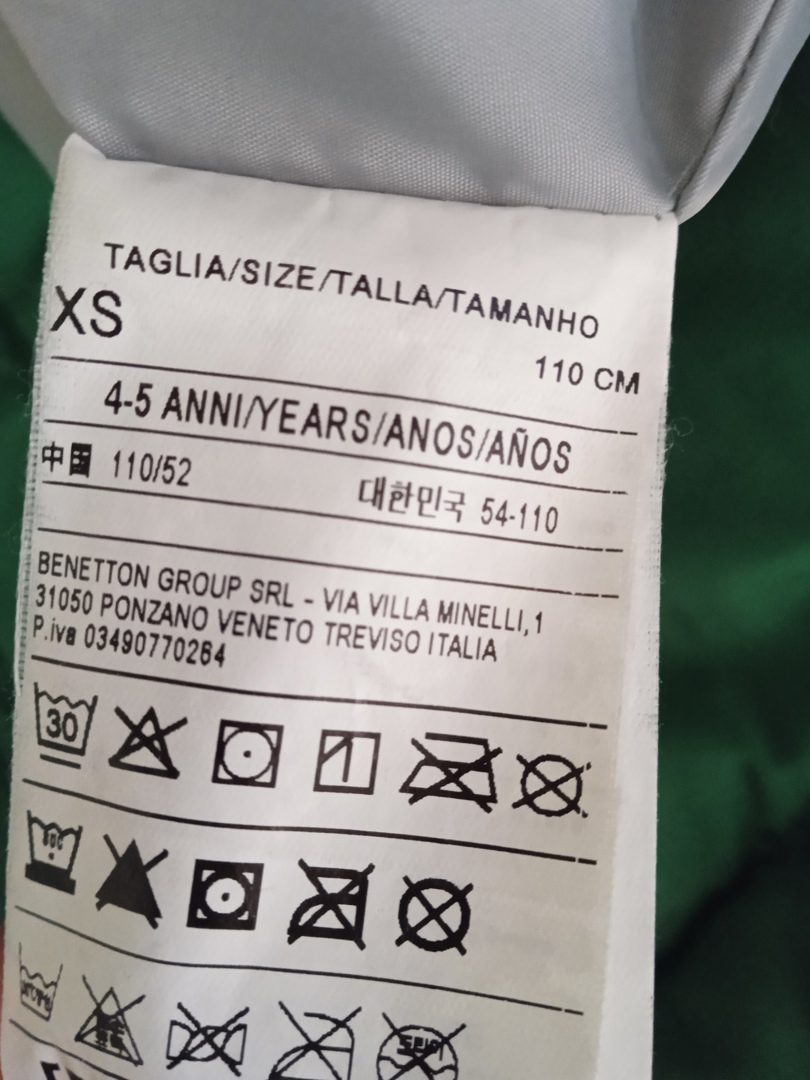 TAGLIA/SIZE/TALLA/TAMANHO
XS
110 CM
4-5 ANNI/YEARS/ANOS/AÑOS
中国 110/52 대한민국 54-110
BENETTON GROUP SRL - VIA VILLA MINELLI,1
31050 PONZANO VENETO TREVISO ITALIA
P.iva 03490770264
30